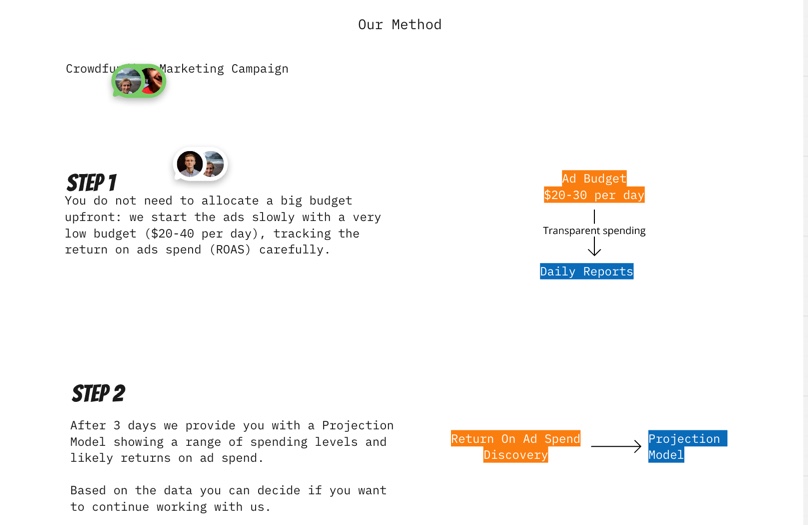 Our Method
Marketing Campaign
STEP 1
You do not need to allocate a big budget
upfront: we start the ads slowly with a very
low budget ($20-40 per day), tracking the
return on ads spend (ROAS) carefully.
Ad Budget
$20-30 per day
Transparent spending
Daily Reports
STEP 2
After 3 days we provide you with a Projection
Model showing a range of spending levels and
likely returns on ad spend.
Based on the data you can decide if you want
to continue working with us.
Return On Ad Spend
Discovery
Projection
Model